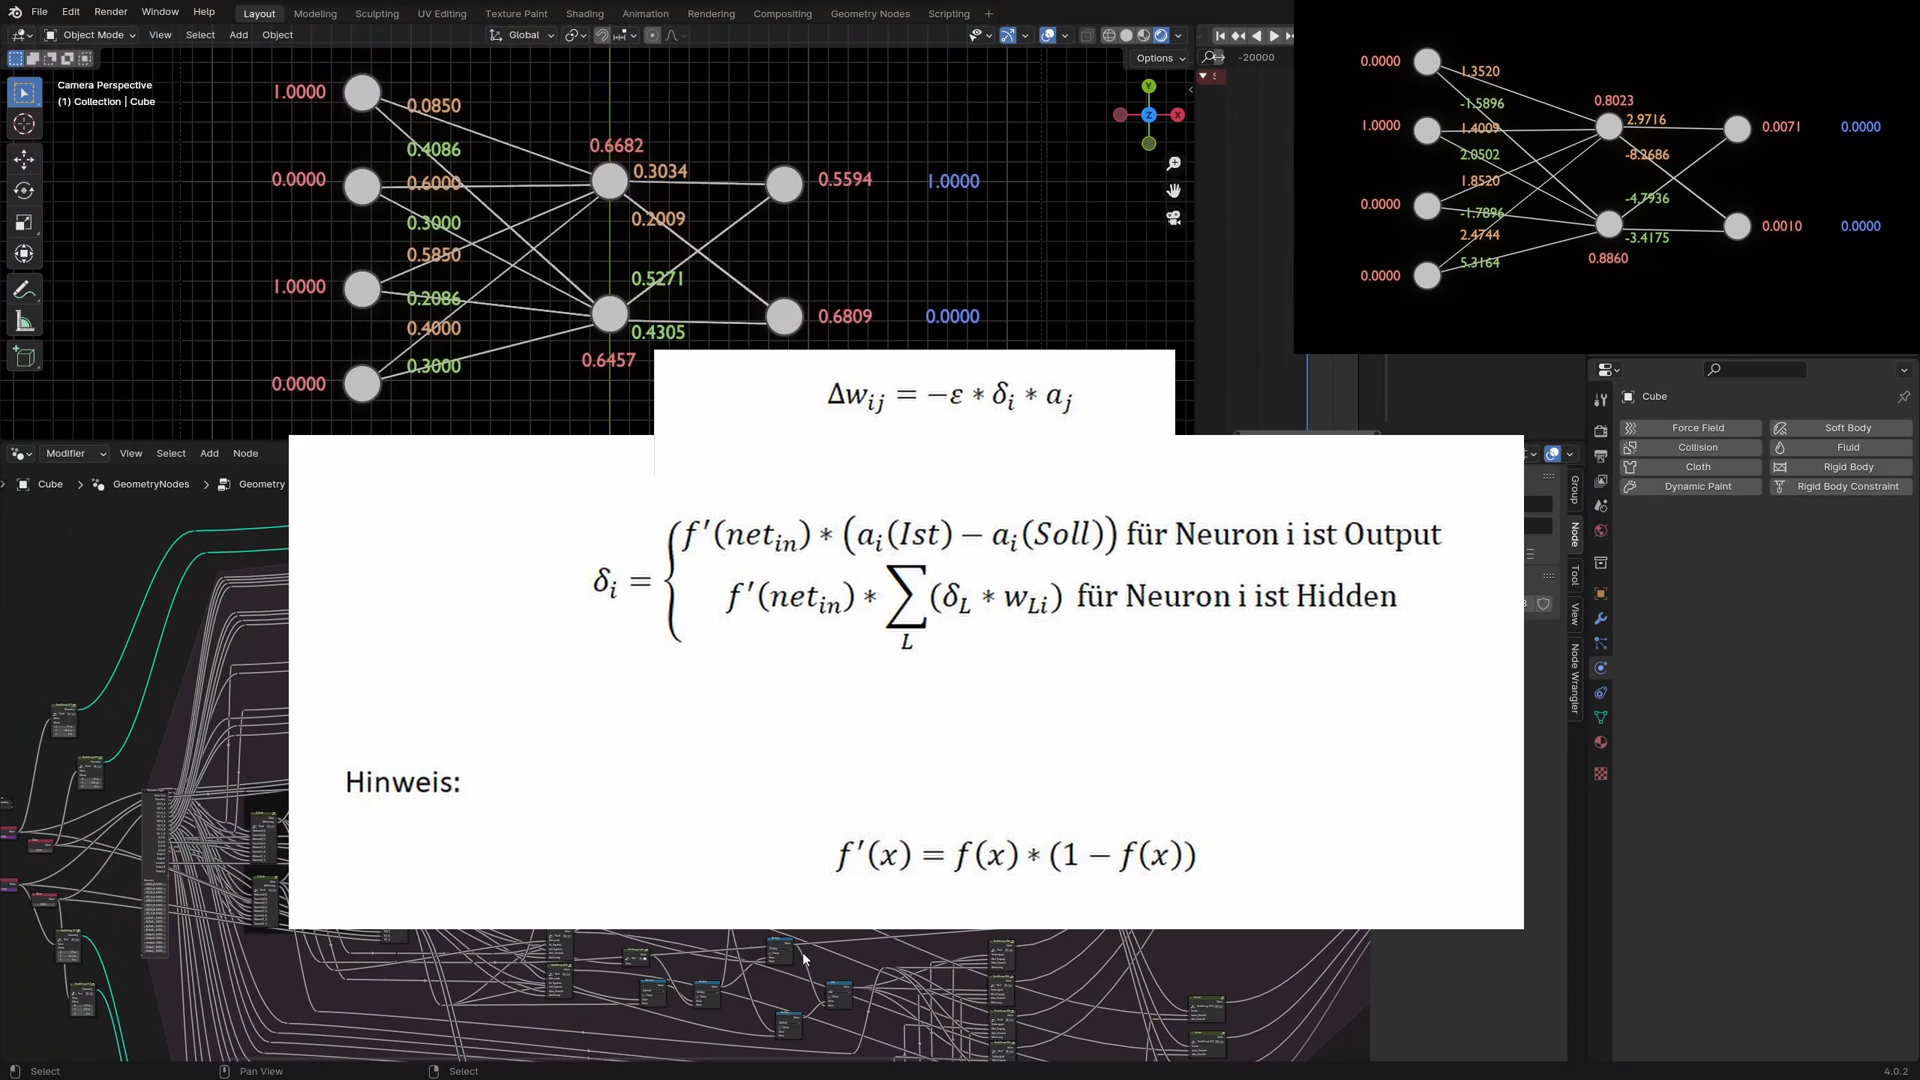 File Edit Render Window Help Layout Modeling Sculpting UV Editing Texture Paint Shading Animation Rendering Compositing Geometry Nodes Scripting +
Object Mode View Select Add Object Global
-20000
Options
Camera Perspective
(1) Collection | Cube
1.0000
0.0850
0.4086
0.0000
0.6000
0.3000
0.5850
1.0000
0.2086
0.4000
0.3000
0.0000
0.6682
0.3034
0.2009
0.5271
0.4305
0.6457
0.5594 1.0000
0.6809 0.0000
Y
Z
X
0.0000
1.3520
-1.5896
1.0000
1.4009
2.0502
1.8520
0.0000
-1.7896
2.4744
5.3164
0.0000
0.8023
2.9716
-8.2686
-4.7936
-3.4175
0.8860
0.0071 0.0000
0.0010 0.0000
Δw_ij = −ε * δ_i * a_j
δ_i = { f′(net_in) * (a_i(Ist) − a_i(Soll)) für Neuron i ist Output
f′(net_in) * ∑_L (δ_L * w_Li) für Neuron i ist Hidden
Hinweis:
f′(x) = f(x) * (1 − f(x))
Modifier View Select Add Node
Cube GeometryNodes Geometry
Group
Node
Tool
View
Node Wrangler
Cube
Force Field Soft Body
Collision Fluid
Cloth Rigid Body
Dynamic Paint Rigid Body Constraint
Select Pan View Select 4.0.2